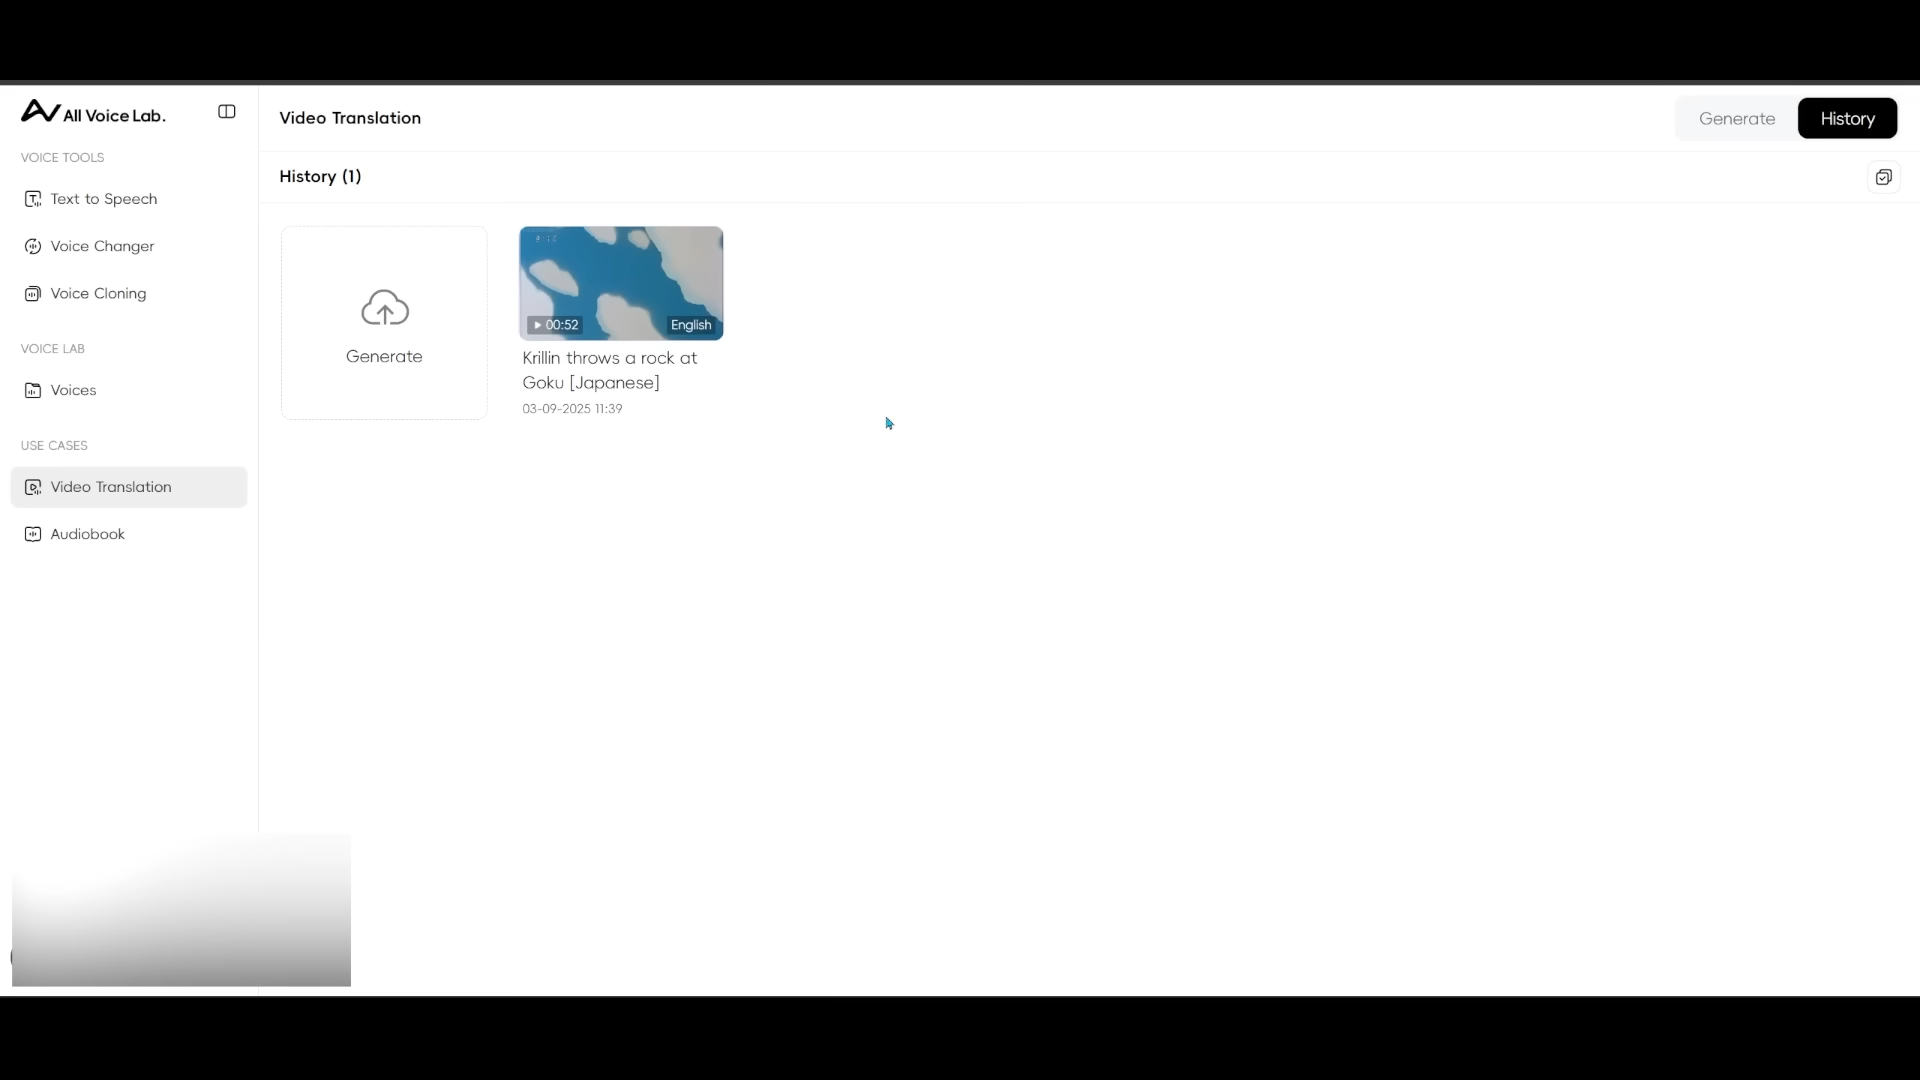 All Voice Lab.
VOICE TOOLS
Text to Speech
Voice Changer
Voice Cloning
VOICE LAB
Voices
USE CASES
Video Translation
Audiobook
Video Translation
Generate
History
History (1)
Generate
00:52
English
Krillin throws a rock at
Goku [Japanese]
03-09-2025 11:39